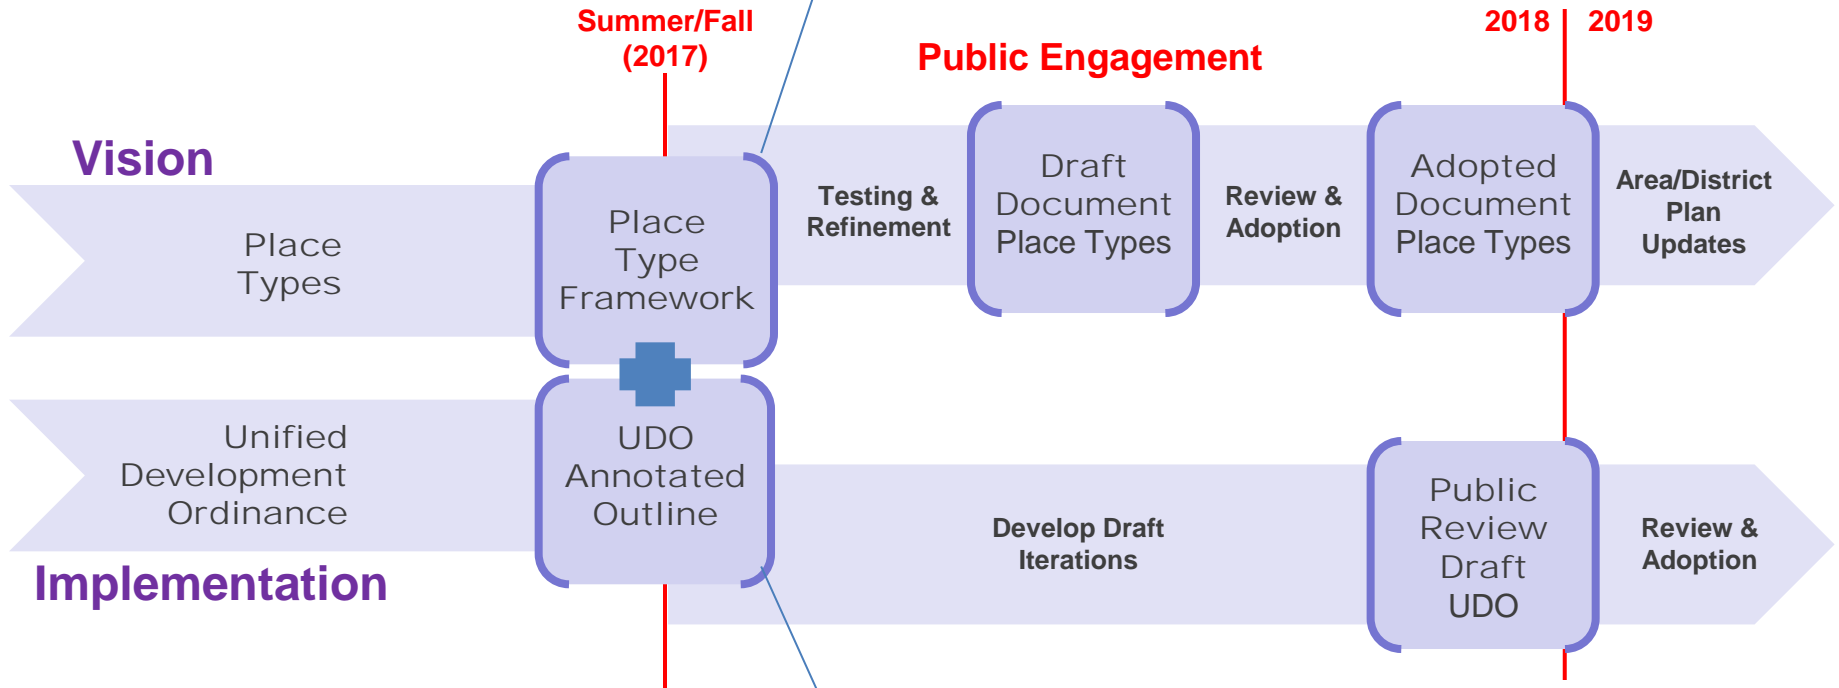 Summer/Fall
(2017)
Public Engagement
2018
2019
Vision
Place
Types
Place
Type
Framework
Testing &
Refinement
Draft
Document
Place Types
Review &
Adoption
Adopted
Document
Place Types
Area/District
Plan
Updates
Unified
Development
Ordinance
UDO
Annotated
Outline
Develop Draft
Iterations
Public
Review
Draft
UDO
Review &
Adoption
Implementation